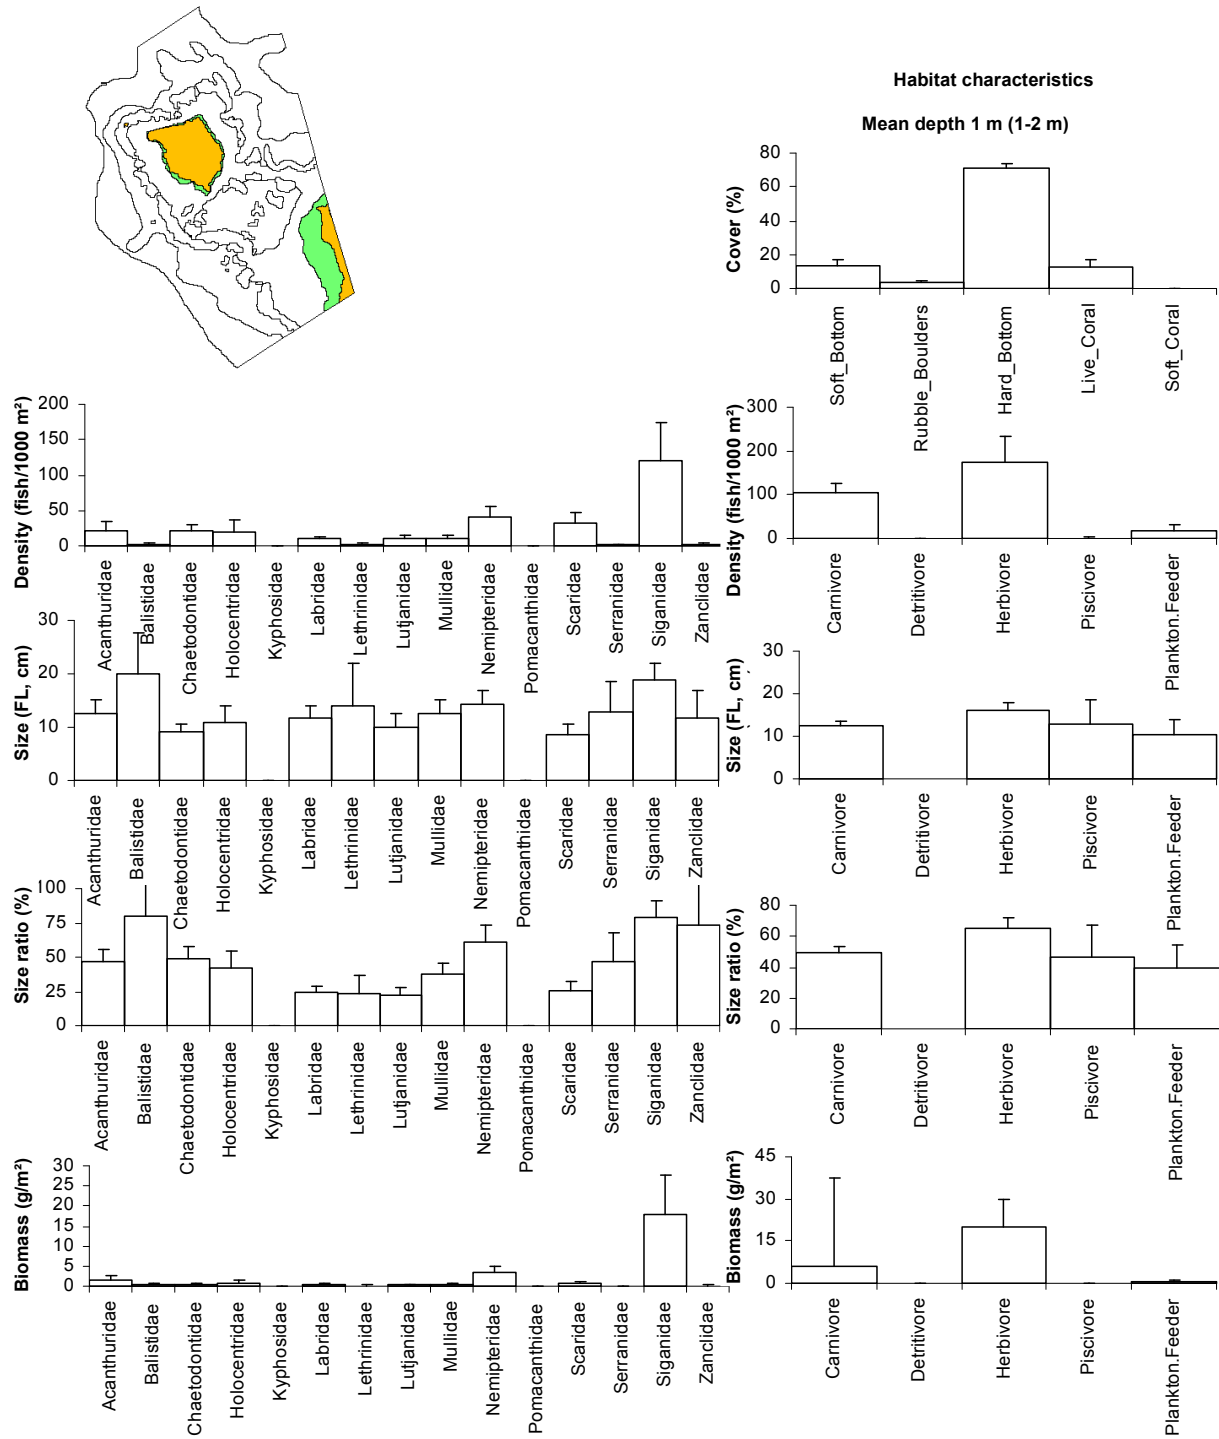 Habitat characteristics
Mean depth 1 m (1-2 m)
Cover (%)
80
60
40
20
0
Soft_Bottom
Rubble_Boulders
Hard_Bottom
Live_Coral
Soft_Coral
Density (fish/1000 m²)
200
150
100
50
0
Acanthuridae
Balistidae
Chaetodontidae
Holocentridae
Kyphosidae
Labridae
Lethrinidae
Lutjanidae
Mullidae
Nemipteridae
Pomacanthidae
Scaridae
Serranidae
Siganidae
Zanclidae
Density (fish/1000 m²)
300
200
100
0
Carnivore
Detritivore
Herbivore
Piscivore
Plankton.Feeder
Size (FL, cm)
30
20
10
0
Acanthuridae
Balistidae
Chaetodontidae
Holocentridae
Kyphosidae
Labridae
Lethrinidae
Lutjanidae
Mullidae
Nemipteridae
Pomacanthidae
Scaridae
Serranidae
Siganidae
Zanclidae
Size (FL, cm)
30
20
10
0
Carnivore
Detritivore
Herbivore
Piscivore
Plankton.Feeder
Size ratio (%)
100
75
50
25
0
Acanthuridae
Balistidae
Chaetodontidae
Holocentridae
Kyphosidae
Labridae
Lethrinidae
Lutjanidae
Mullidae
Nemipteridae
Pomacanthidae
Scaridae
Serranidae
Siganidae
Zanclidae
Size ratio (%)
80
60
40
20
0
Carnivore
Detritivore
Herbivore
Piscivore
Plankton.Feeder
Biomass (g/m²)
30
25
20
15
10
5
0
Acanthuridae
Balistidae
Chaetodontidae
Holocentridae
Kyphosidae
Labridae
Lethrinidae
Lutjanidae
Mullidae
Nemipteridae
Pomacanthidae
Scaridae
Serranidae
Siganidae
Zanclidae
Biomass (g/m²)
45
30
15
0
Carnivore
Detritivore
Herbivore
Piscivore
Plankton.Feeder